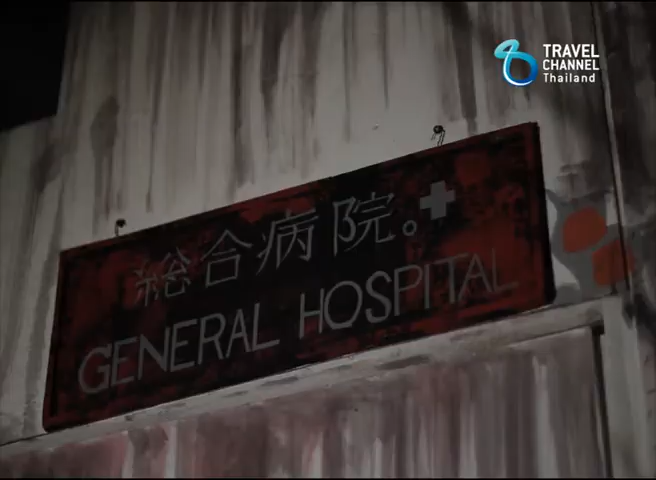 TRAVEL
CHANNEL
Thailand
総合病院。
GENERAL HOSPITAL